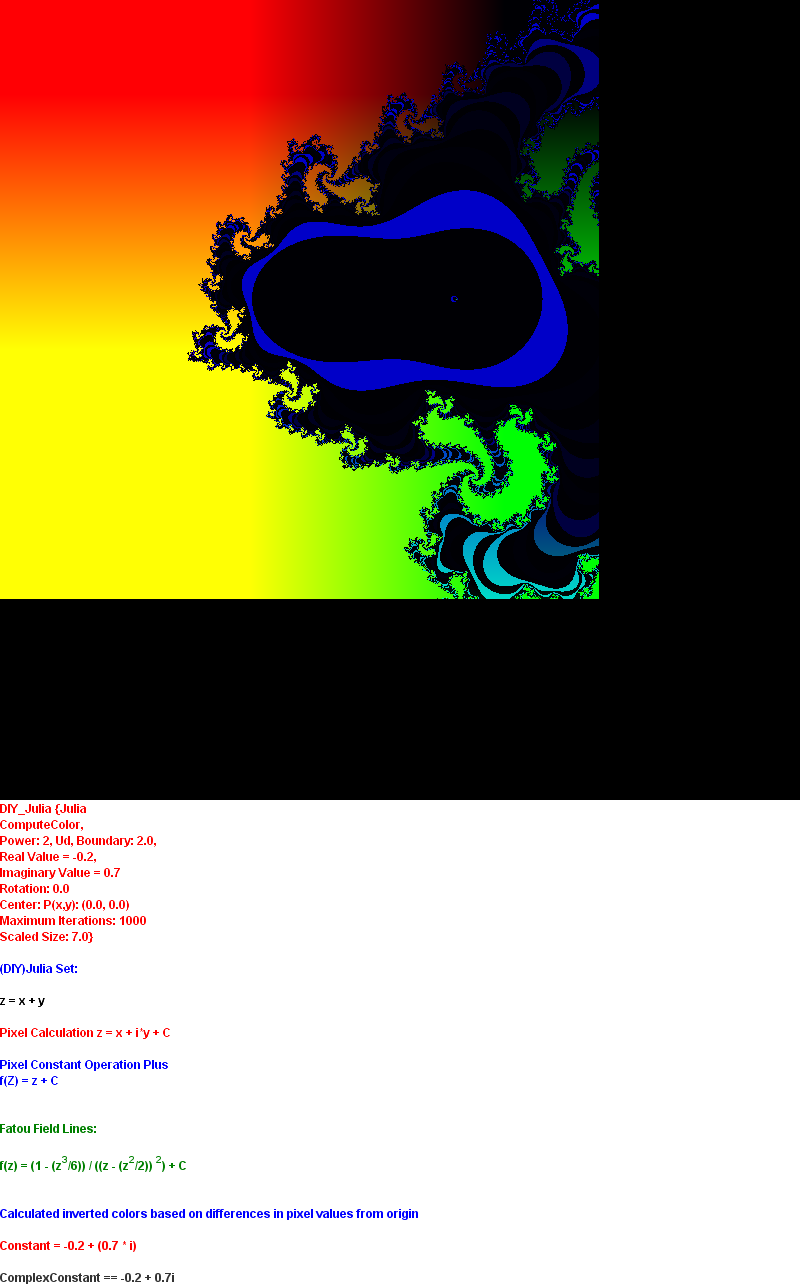 DIY_Julia {Julia
ComputeColor,
Power: 2, Ud, Boundary: 2.0,
Real Value = -0.2,
Imaginary Value = 0.7
Rotation: 0.0
Center: P(x,y): (0.0, 0.0)
Maximum Iterations: 1000
Scaled Size: 7.0}
(DIY)Julia Set:
z = x + y
Pixel Calculation z = x + i*y + C
Pixel Constant Operation Plus
f(Z) = z + C
Fatou Field Lines:
f(z) = (1 - (z^3/6)) / ((z - (z^2/2)) ^2) + C
Calculated inverted colors based on differences in pixel values from origin
Constant = -0.2 + (0.7 * i)
ComplexConstant == -0.2 + 0.7i